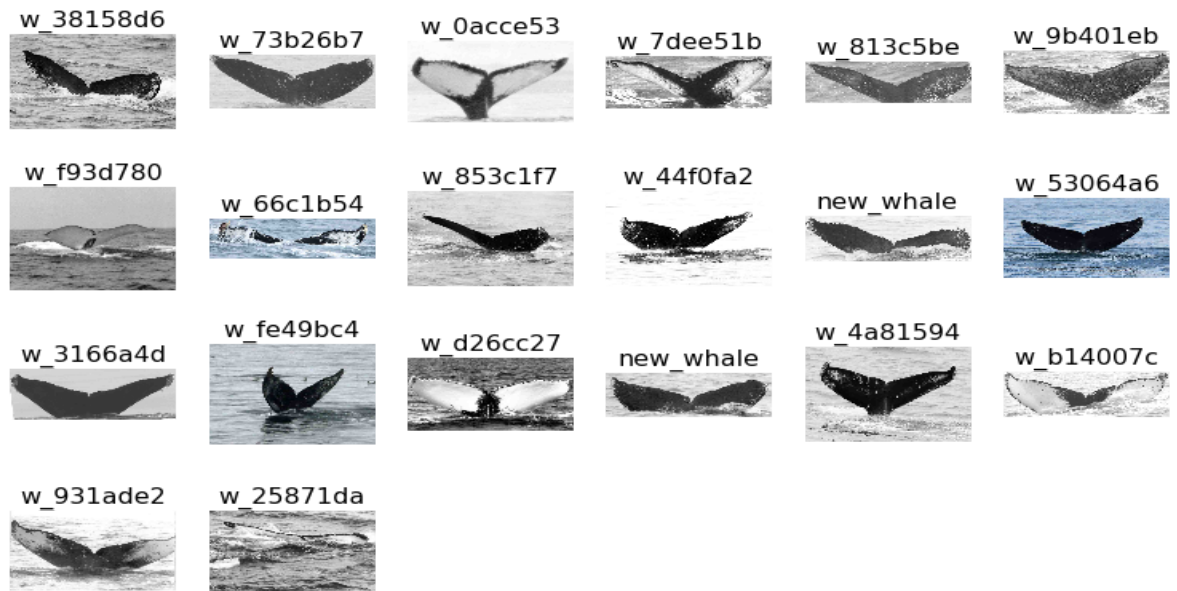 w_38158d6
w_73b26b7
w_0acce53
w_7dee51b
w_813c5be
w_9b401eb
w_f93d780
w_66c1b54
w_853c1f7
w_44f0fa2
new_whale
w_53064a6
w_3166a4d
w_fe49bc4
w_d26cc27
new_whale
w_4a81594
w_b14007c
w_931ade2
w_25871da